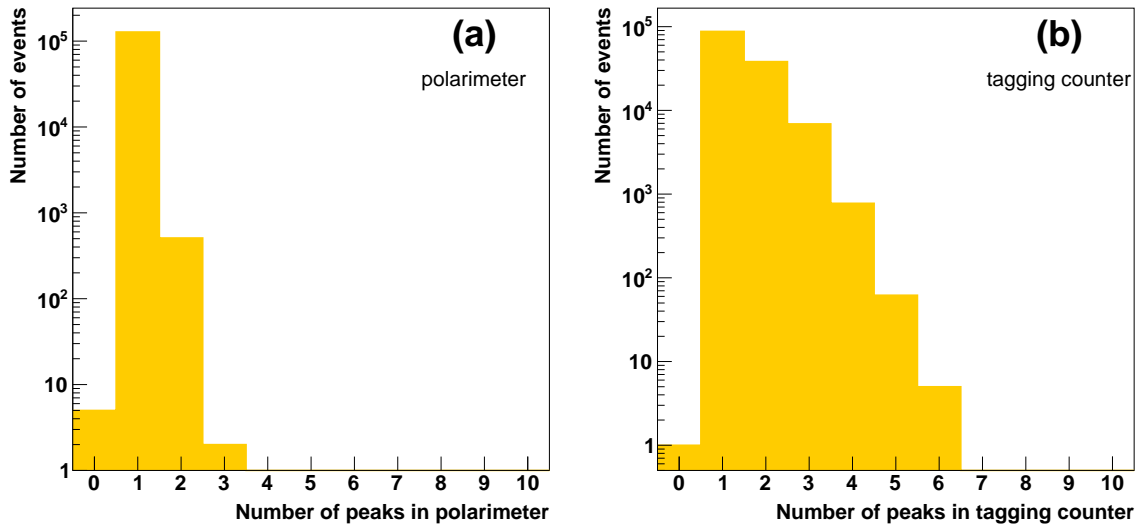 (a)
polarimeter
Number of events
10^5
10^4
10^3
10^2
10
1
0 1 2 3 4 5 6 7 8 9 10
Number of peaks in polarimeter
(b)
tagging counter
Number of events
10^5
10^4
10^3
10^2
10
1
0 1 2 3 4 5 6 7 8 9 10
Number of peaks in tagging counter